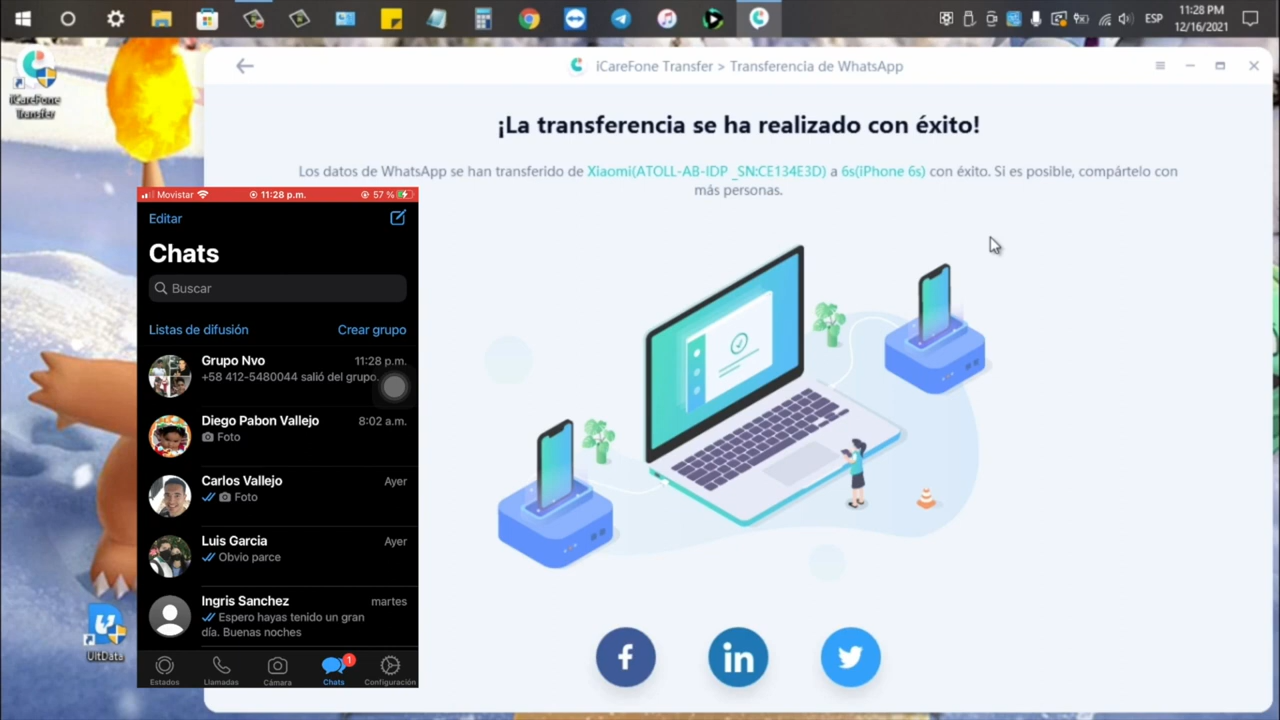 ESP
11:28 PM
12/16/2021
iCareFone
Transfer
iCareFone Transfer > Transferencia de WhatsApp
¡La transferencia se ha realizado con éxito!
Los datos de WhatsApp se han transferido de Xiaomi(ATOLL-AB-IDP _SN:CE134E3D) a 6s(iPhone 6s) con éxito. Si es posible, compártelo con
más personas.
Movistar 11:28 p.m. 57 %
Editar
Chats
Buscar
Listas de difusión Crear grupo
Grupo Nvo 11:28 p.m.
+58 412-5480044 salió del grupo.
Diego Pabon Vallejo 8:02 a.m.
Foto
Carlos Vallejo Ayer
Foto
Luis Garcia Ayer
Obvio parce
Ingris Sanchez martes
Espero hayas tenido un gran
día. Buenas noches
1
Estados Llamadas Cámara Chats Configuración
UltData
f
in